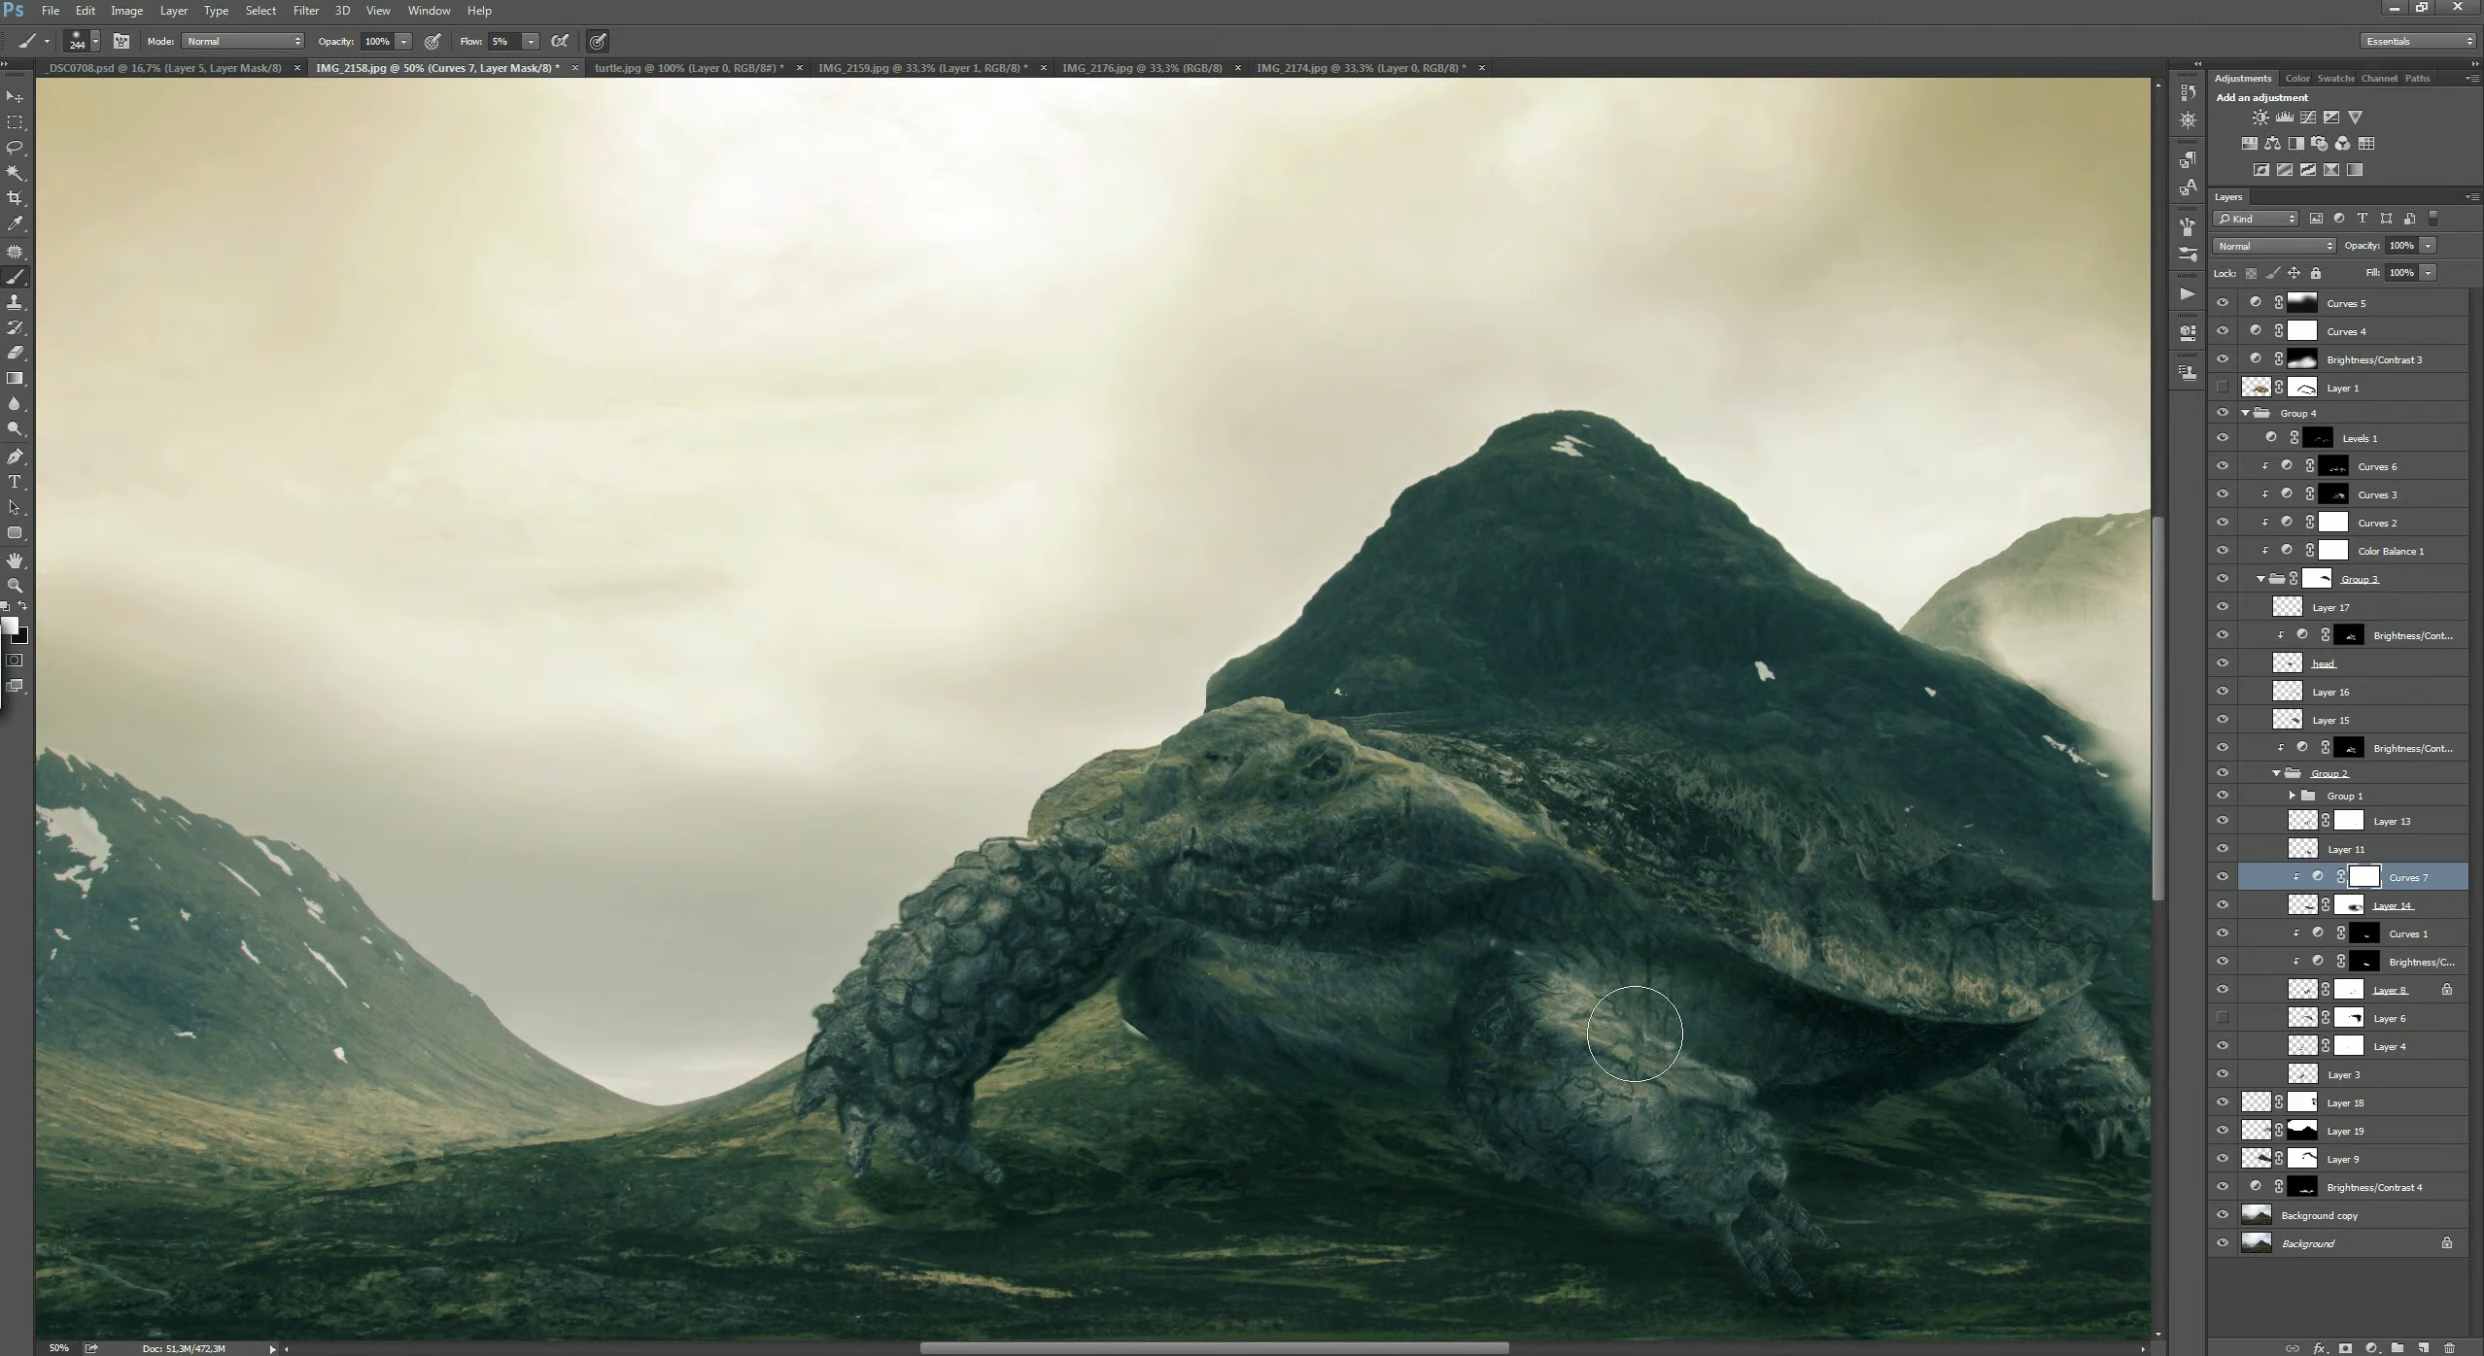 Ps File Edit Image Layer Type Select Filter 3D View Window Help
244 Mode: Normal Opacity: 100% Flow: 5% Essentials
_DSC0708.psd @ 16,7% (Layer 5, Layer Mask/8) IMG_2158.jpg @ 50% (Curves 7, Layer Mask/8) * turtle.jpg @ 100% (Layer 0, RGB/8#) * IMG_2159.jpg @ 33,3% (Layer 1, RGB/8) * IMG_2176.jpg @ 33,3% (RGB/8) IMG_2174.jpg @ 33,3% (Layer 0, RGB/8) *
Adjustments Color Swatche Channel Paths
Add an adjustment
Layers
Kind
Normal Opacity: 100%
Lock: Fill: 100%
Curves 5
Curves 4
Brightness/Contrast 3
Layer 1
Group 4
Levels 1
Curves 6
Curves 3
Curves 2
Color Balance 1
Group 3
Layer 17
Brightness/Cont...
head
Layer 16
Layer 15
Brightness/Cont...
Group 2
Group 1
Layer 13
Layer 11
Curves 7
Layer 14
Curves 1
Brightness/C...
Layer 8
Layer 6
Layer 4
Layer 3
Layer 18
Layer 19
Layer 9
Brightness/Contrast 4
Background copy
Background
50% Doc: 51,3M/472,3M
fx